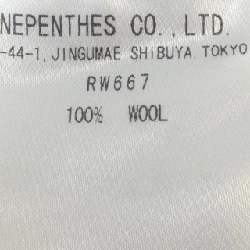 NEPENTHES CO., LTD.
-44-1, JINGUMAE SHIBUYA. TOKYO
RW667
100% WOOL